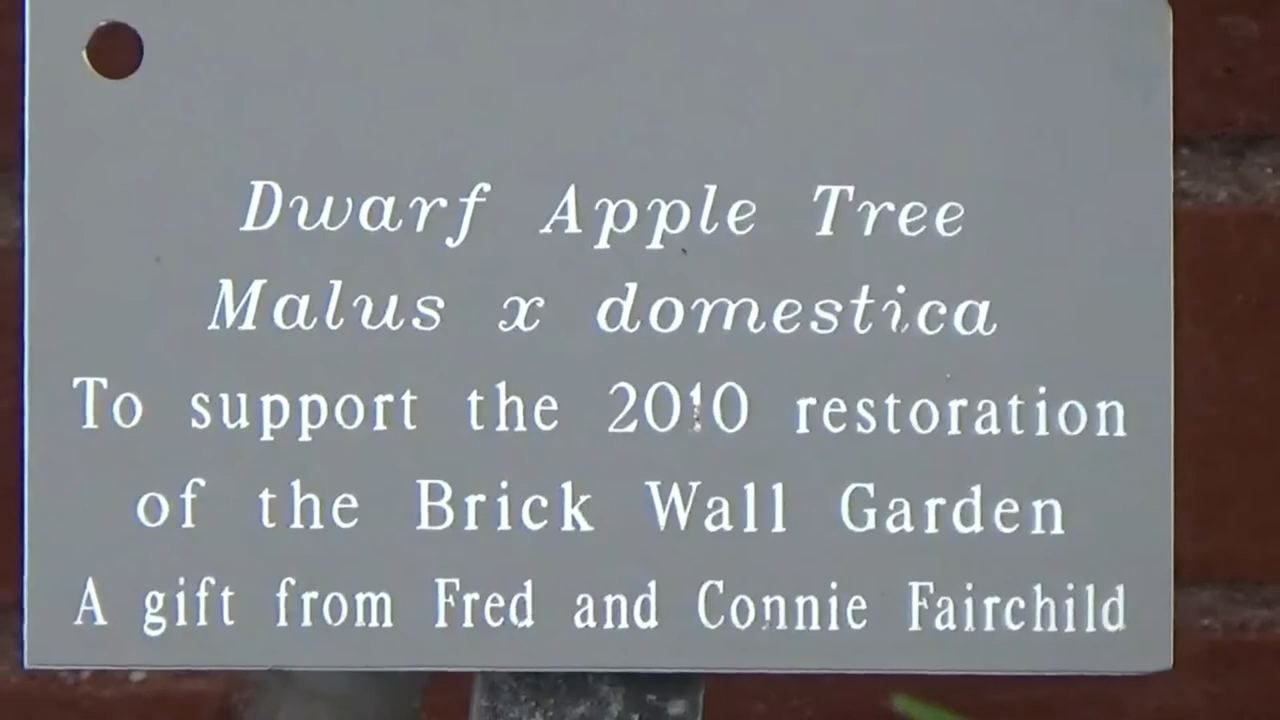 Dwarf Apple Tree
Malus x domestica
To support the 2010 restoration
of the Brick Wall Garden
A gift from Fred and Connie Fairchild